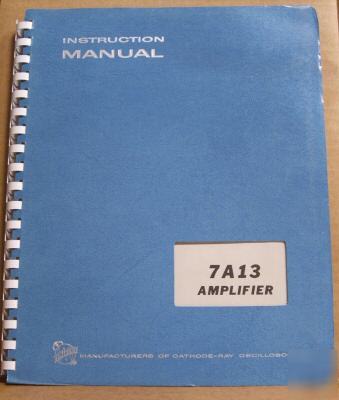 INSTRUCTION
MANUAL
7A13
AMPLIFIER
MANUFACTURERS OF CATHODE-RAY